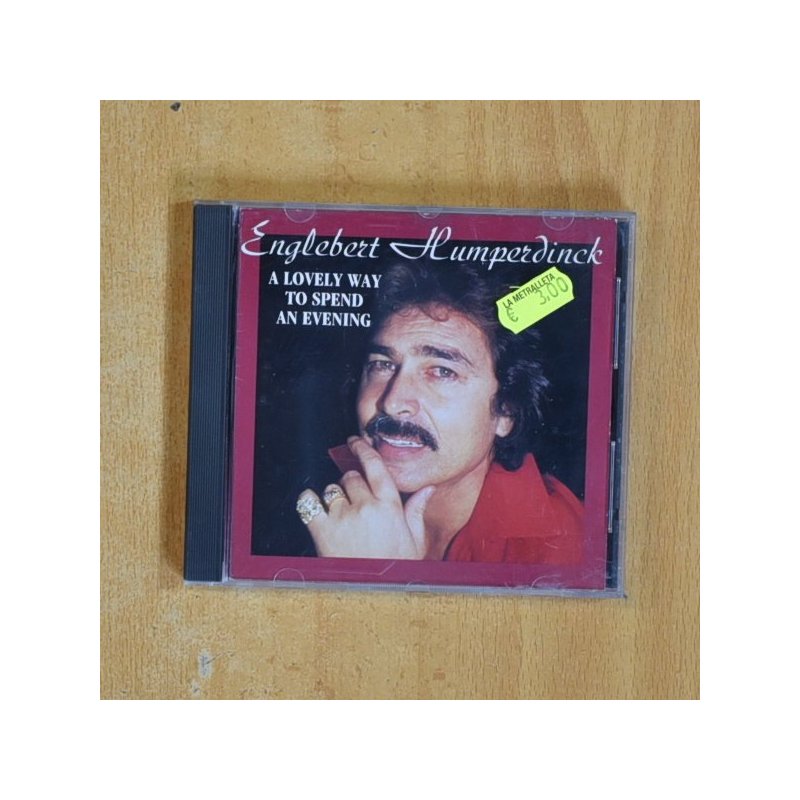 Englebert Humperdinck
A LOVELY WAY
TO SPEND
AN EVENING
LA METRALLETA
€ 3,00